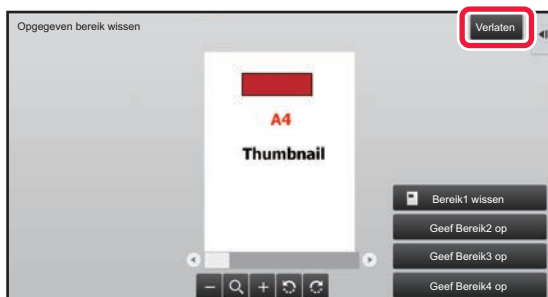 Opgegeven bereik wissen
Verlaten
A4
Thumbnail
Bereik1 wissen
Geef Bereik2 op
Geef Bereik3 op
Geef Bereik4 op